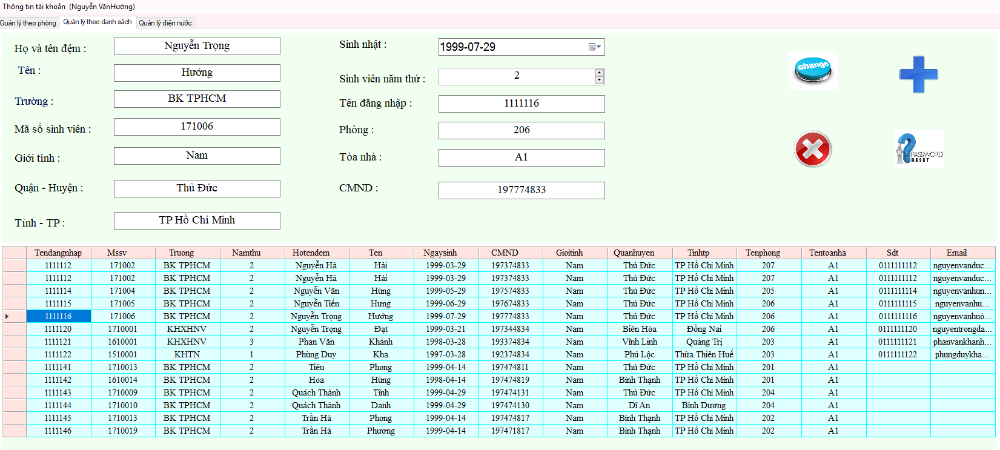 Thông tin tài khoản (Nguyễn VănHường)
Quản lý theo phòng Quản lý theo danh sách Quản lý điện nước
Họ và tên đệm : Nguyễn Trọng Sinh nhật : 1999-07-29
Tên : Hướng Sinh viên năm thứ : 2
Trường : BK TPHCM Tên đăng nhập : 1111116
Mã số sinh viên : 171006 Phòng : 206
Giới tính : Nam Tòa nhà : A1
Quận - Huyện : Thủ Đức CMND : 197774833
Tỉnh - TP : TP Hồ Chí Minh
change
PASSWORD
RESET
Tendangnhap Mssv Truong Namthu Hotendem Ten Ngaysinh CMND Gioitinh Quanhuyen Tinhtp Tenphong Tentoanha Sdt Email
1111112 171002 BK TPHCM 2 Nguyễn Hà Hải 1999-03-29 197374833 Nam Thủ Đức TP Hồ Chí Minh 207 A1 0111111112 nguyenvanduc...
1111112 171002 BK TPHCM 2 Nguyễn Hà Hải 1999-03-29 197374833 Nam Thủ Đức TP Hồ Chí Minh 207 A1 0111111112 nguyenvanduc...
1111114 171004 BK TPHCM 2 Nguyễn Văn Hùng 1999-05-29 197574833 Nam Thủ Đức TP Hồ Chí Minh 205 A1 0111111114 nguyenvanhun...
1111115 171005 BK TPHCM 2 Nguyễn Tiến Hưng 1999-06-29 197674833 Nam Thủ Đức TP Hồ Chí Minh 206 A1 0111111115 nguyenvanhu...
1111116 171006 BK TPHCM 2 Nguyễn Trọng Hướng 1999-07-29 197774833 Nam Thủ Đức TP Hồ Chí Minh 206 A1 0111111116 nguyenvanhuó...
1111120 1710001 KHXHNV 2 Nguyễn Trọng Đạt 1999-03-21 197344834 Nam Biên Hòa Đồng Nai 206 A1 0111111120 nguyentrongda...
1111121 1610001 KHXHNV 3 Phan Văn Khánh 1998-03-28 193374834 Nam Vĩnh Linh Quảng Trị 203 A1 0111111121 phanvankhanh...
1111122 1510001 KHTN 1 Phùng Duy Kha 1997-03-28 192374834 Nam Phú Lộc Thừa Thiên Huế 203 A1 0111111122 phungduykha...
1111141 1710013 BK TPHCM 2 Tiêu Phong 1999-04-14 197474811 Nam Thủ Đức TP Hồ Chí Minh 201 A1
1111142 1610014 BK TPHCM 2 Hoa Hùng 1998-04-14 197474819 Nam Bình Thạnh TP Hồ Chí Minh 201 A1
1111143 1710009 BK TPHCM 2 Quách Thành Tĩnh 1999-04-29 197474131 Nam Thủ Đức TP Hồ Chí Minh 204 A1
1111144 1710010 BK TPHCM 2 Quách Thành Danh 1999-04-29 197474130 Nam Dĩ An Bình Dương 204 A1
1111145 1710013 BK TPHCM 2 Trần Hà Phong 1999-04-14 197474817 Nam Bình Thạnh TP Hồ Chí Minh 202 A1
1111146 1710019 BK TPHCM 2 Trần Hà Phương 1999-04-14 197471817 Nam Bình Thạnh TP Hồ Chí Minh 202 A1